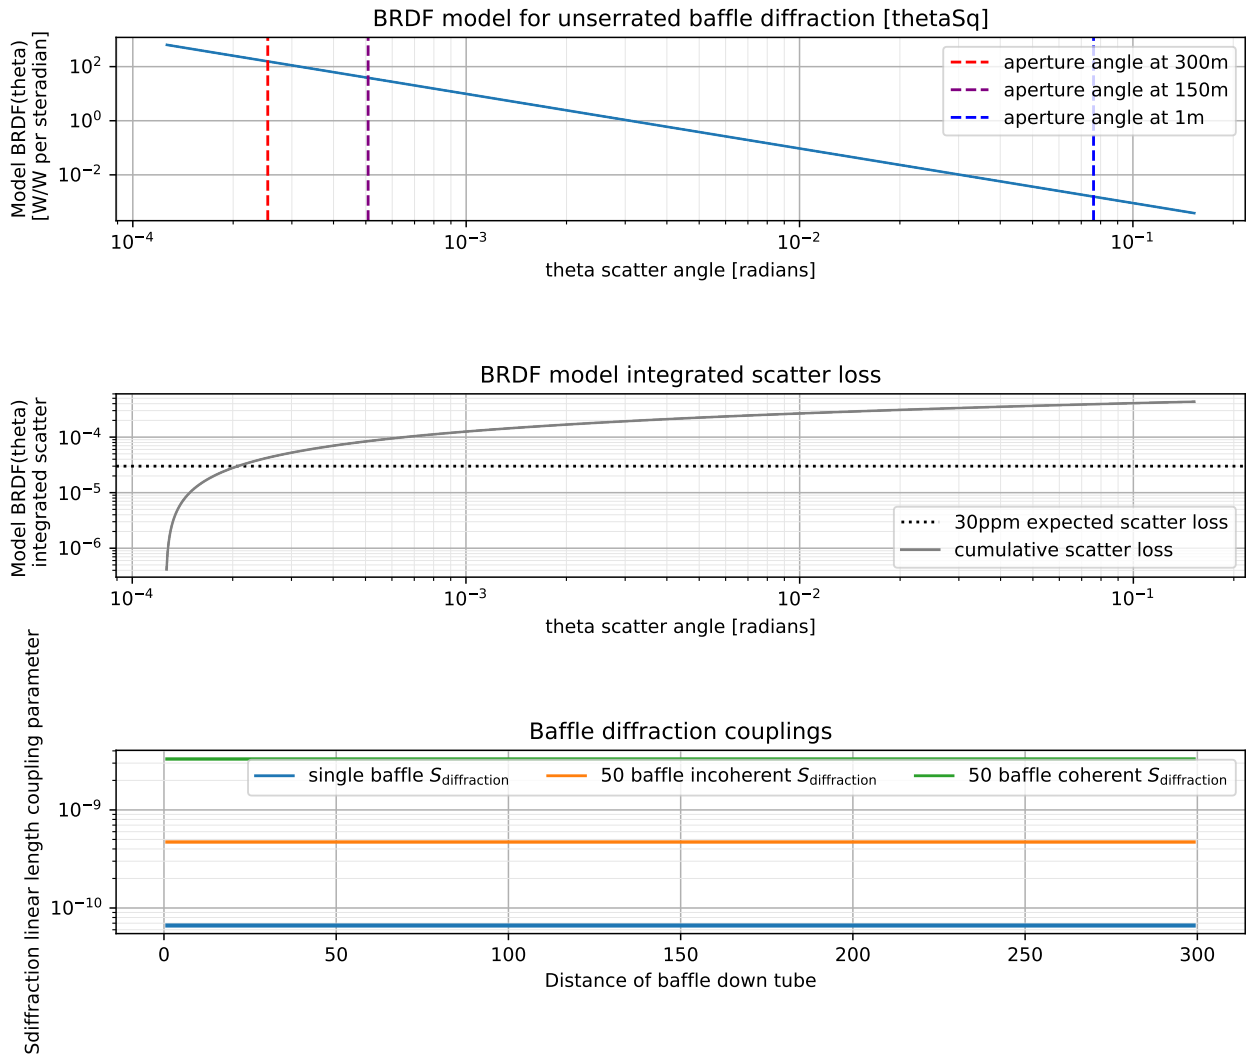 BRDF model for unserrated baffle diffraction [thetaSq]
Model BRDF(theta)
[W/W per steradian]
10²
10⁰
10⁻²
aperture angle at 300m
aperture angle at 150m
aperture angle at 1m
10⁻⁴
10⁻³
10⁻²
10⁻¹
theta scatter angle [radians]
BRDF model integrated scatter loss
Model BRDF(theta)
integrated scatter
10⁻⁴
10⁻⁵
10⁻⁶
30ppm expected scatter loss
cumulative scatter loss
10⁻⁴
10⁻³
10⁻²
10⁻¹
theta scatter angle [radians]
Baffle diffraction couplings
Sdiffraction linear length coupling parameter
10⁻⁹
10⁻¹⁰
single baffle S_diffraction
50 baffle incoherent S_diffraction
50 baffle coherent S_diffraction
0
50
100
150
200
250
300
Distance of baffle down tube